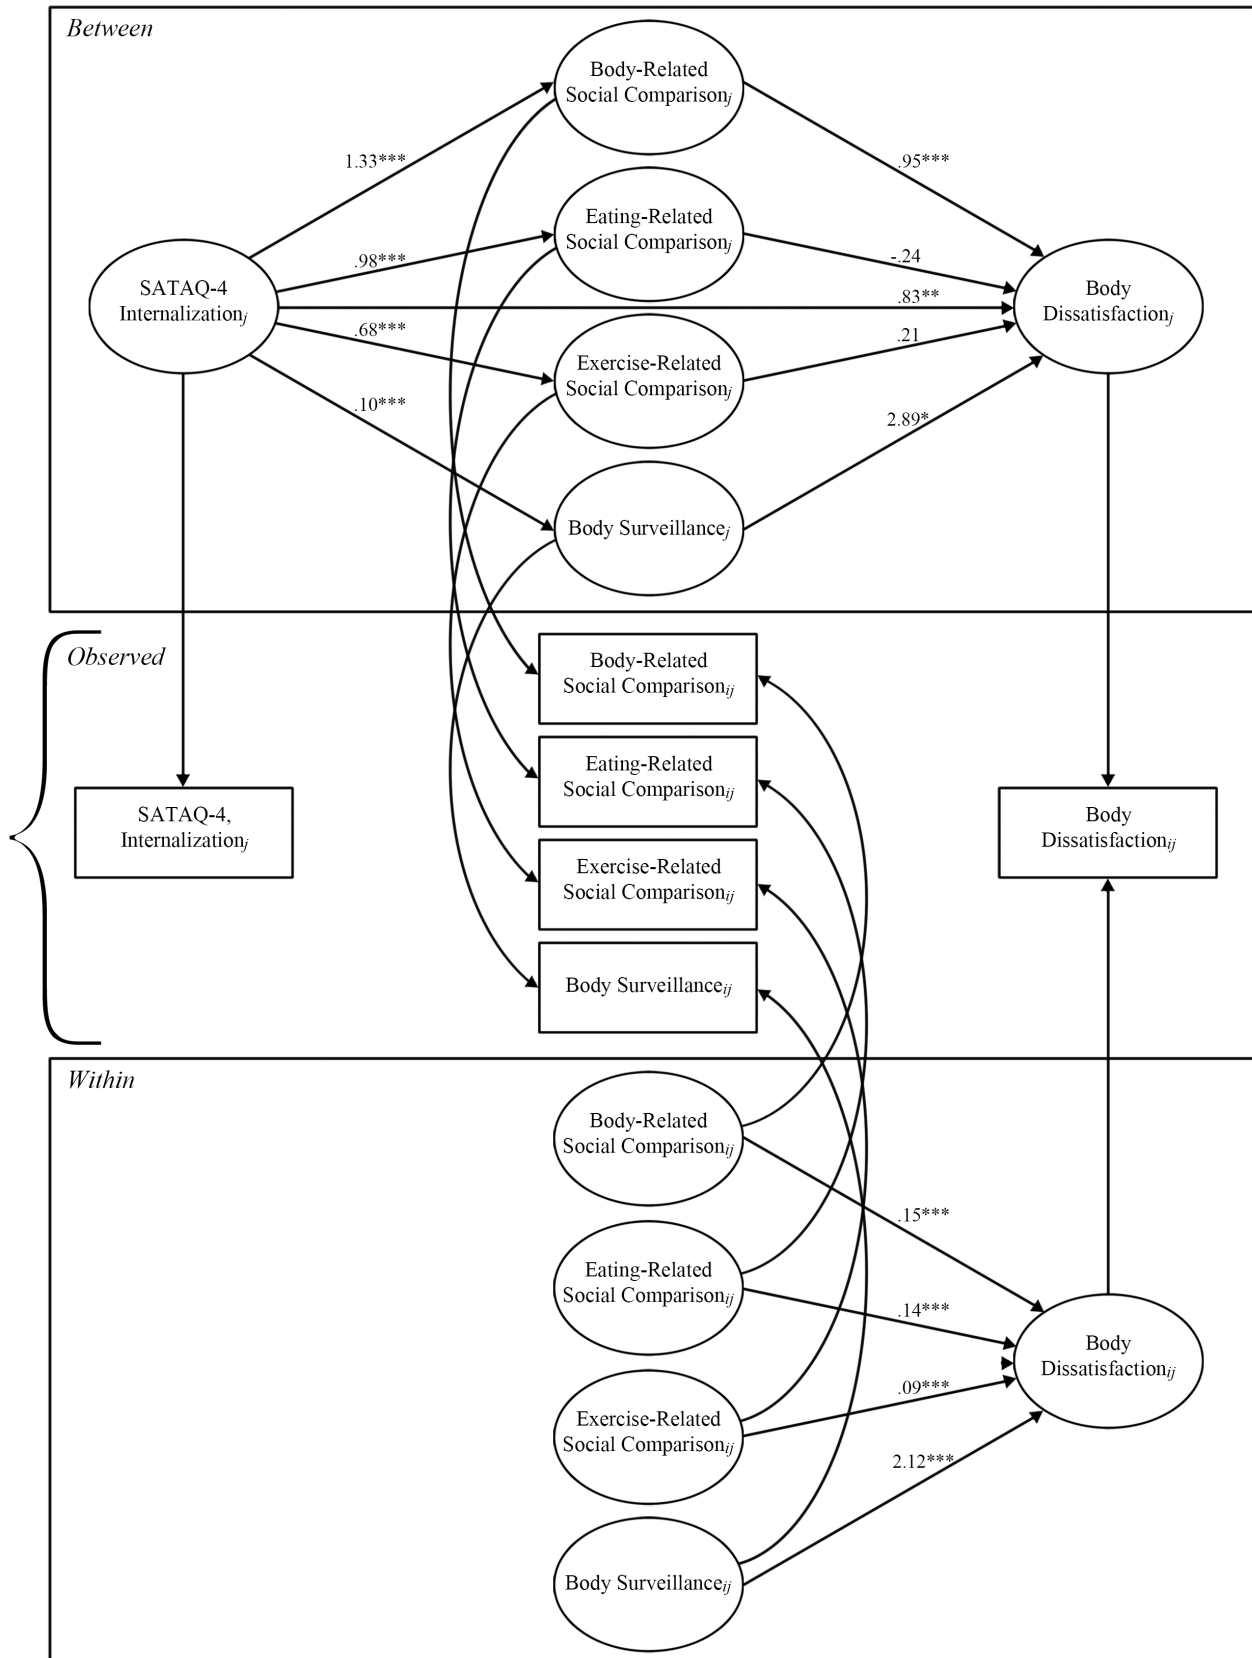 Between
Body-Related
Social Comparisonj
1.33***
.95***
Eating-Related
Social Comparisonj
.98***
-.24
SATAQ-4
Internalizationj
.83**
Body
Dissatisfactionj
.68***
.21
Exercise-Related
Social Comparisonj
.10***
2.89*
Body Surveillancej
Observed
Body-Related
Social Comparisonij
Eating-Related
Social Comparisonij
SATAQ-4,
Internalizationj
Body
Dissatisfactionij
Exercise-Related
Social Comparisonij
Body Surveillanceij
Within
Body-Related
Social Comparisonij
.15***
Eating-Related
Social Comparisonij
.14***
Body
Dissatisfactionij
.09***
Exercise-Related
Social Comparisonij
2.12***
Body Surveillanceij